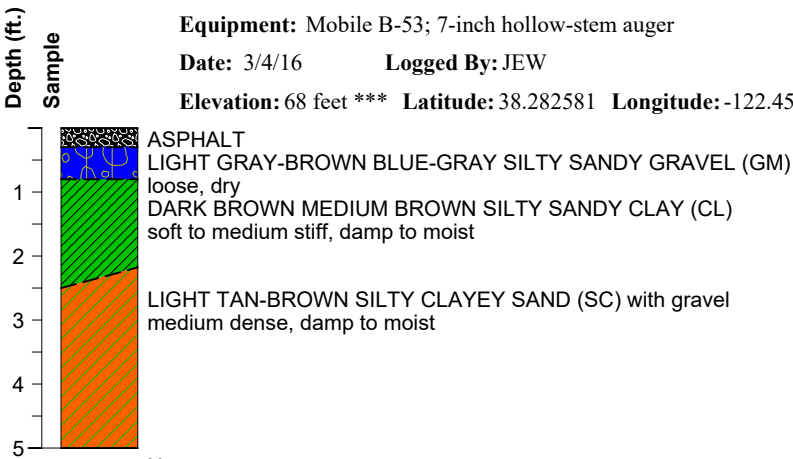 Equipment: Mobile B-53; 7-inch hollow-stem auger
Date: 3/4/16 Logged By: JEW
Elevation: 68 feet *** Latitude: 38.282581 Longitude: -122.45
Depth (ft.)
Sample
ASPHALT
LIGHT GRAY-BROWN BLUE-GRAY SILTY SANDY GRAVEL (GM)
loose, dry
1
DARK BROWN MEDIUM BROWN SILTY SANDY CLAY (CL)
soft to medium stiff, damp to moist
2
LIGHT TAN-BROWN SILTY CLAYEY SAND (SC) with gravel
3
medium dense, damp to moist
4
5